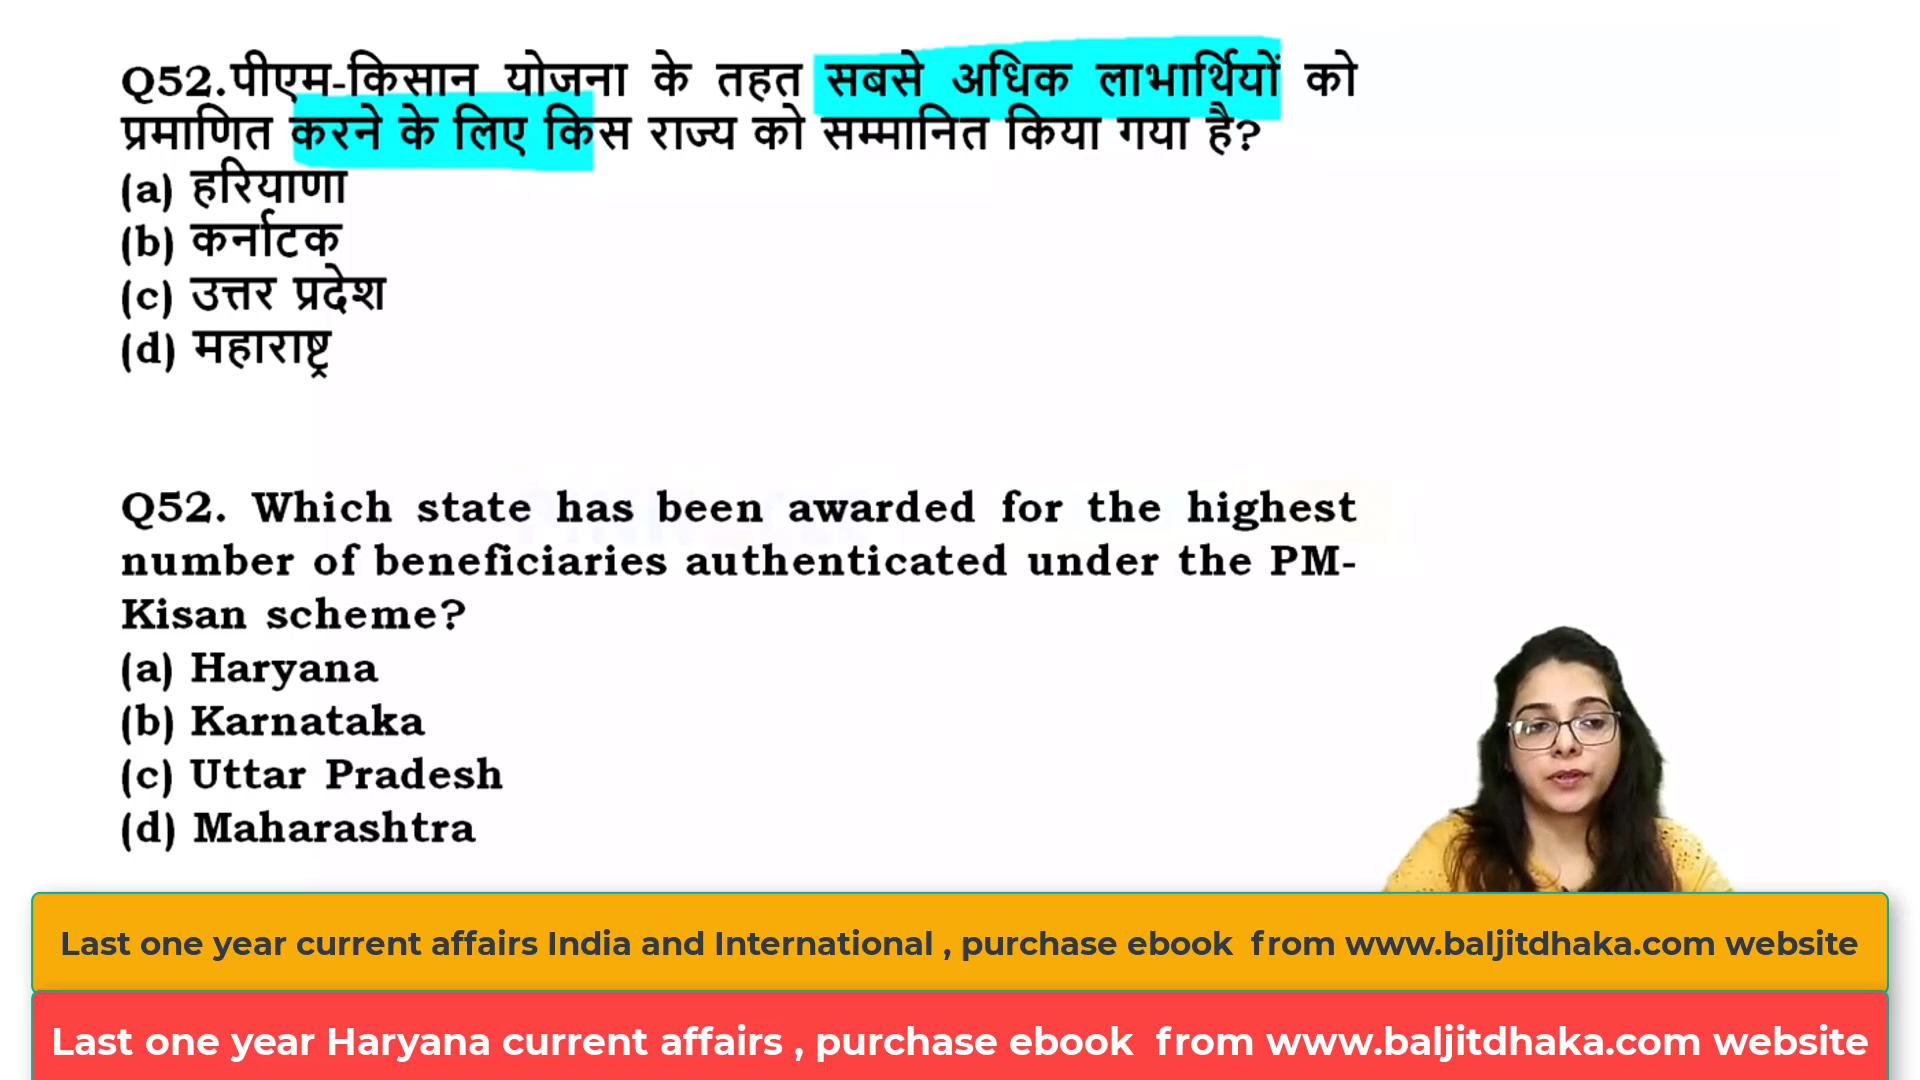 Q52.पीएम-किसान योजना के तहत सबसे अधिक लाभार्थियों को
प्रमाणित करने के लिए किस राज्य को सम्मानित किया गया है?
(a) हरियाणा
(b) कर्नाटक
(c) उत्तर प्रदेश
(d) महाराष्ट्र
Q52. Which state has been awarded for the highest
number of beneficiaries authenticated under the PM-
Kisan scheme?
(a) Haryana
(b) Karnataka
(c) Uttar Pradesh
(d) Maharashtra
Last one year current affairs India and International , purchase ebook from www.baljitdhaka.com website
Last one year Haryana current affairs , purchase ebook from www.baljitdhaka.com website